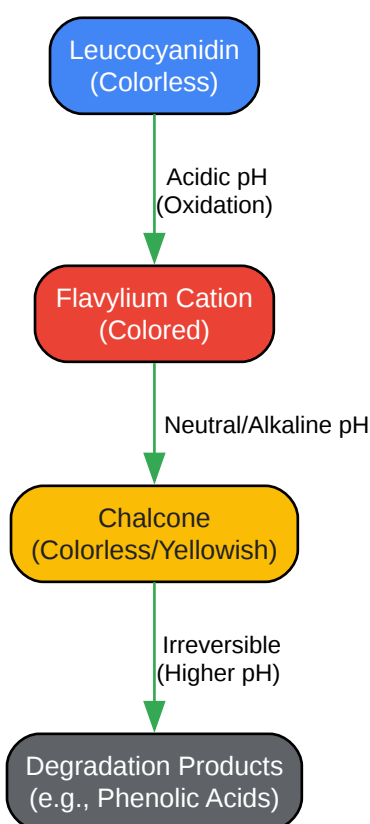 Leucocyanidin
(Colorless)
Acidic pH
(Oxidation)
Flavylium Cation
(Colored)
Neutral/Alkaline pH
Chalcone
(Colorless/Yellowish)
Irreversible
(Higher pH)
Degradation Products
(e.g., Phenolic Acids)